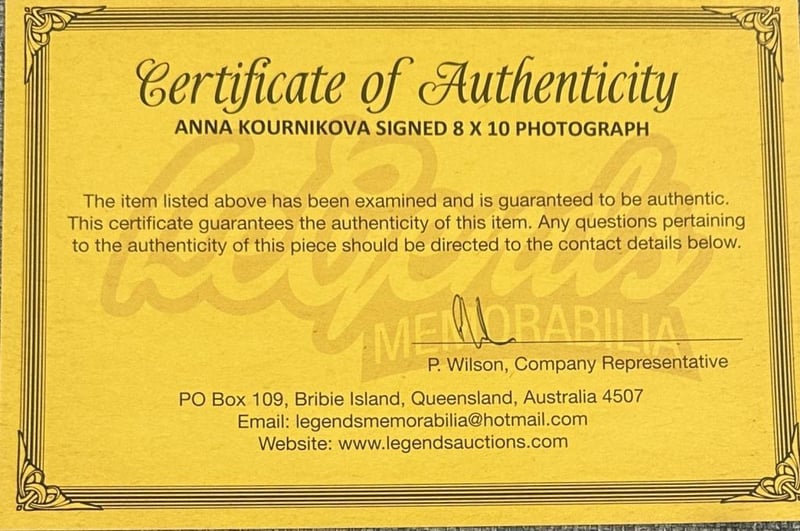 Certificate of Authenticity
ANNA KOURNIKOVA SIGNED 8 X 10 PHOTOGRAPH
The item listed above has been examined and is guaranteed to be authentic.
This certificate guarantees the authenticity of this item. Any questions pertaining
to the authenticity of this piece should be directed to the contact details below.
Legends
MEMORABILIA
P. Wilson, Company Representative
PO Box 109, Bribie Island, Queensland, Australia 4507
Email: legendsmemorabilia@hotmail.com
Website: www.legendsauctions.com